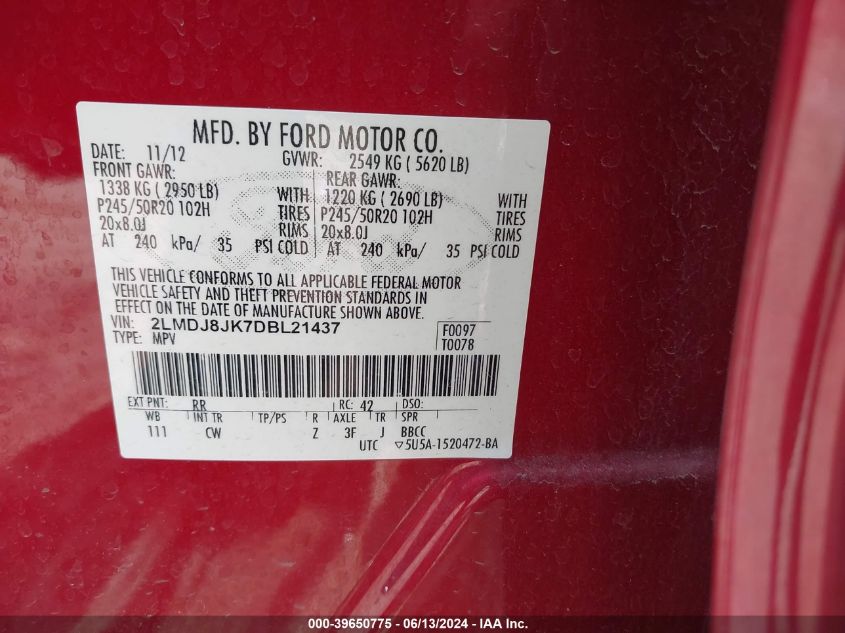 MFD. BY FORD MOTOR CO.
DATE: 11/12 GVWR: 2549 KG ( 5620 LB)
FRONT GAWR: REAR GAWR:
1338 KG ( 2950 LB) WITH 1220 KG ( 2690 LB) WITH
P245/50R20 102H TIRES P245/50R20 102H TIRES
20x8.0J RIMS 20x8.0J RIMS
AT 240 kPa/ 35 PSI COLD AT 240 kPa/ 35 PSI COLD
THIS VEHICLE CONFORMS TO ALL APPLICABLE FEDERAL MOTOR
VEHICLE SAFETY AND THEFT PREVENTION STANDARDS IN
EFFECT ON THE DATE OF MANUFACTURE SHOWN ABOVE.
VIN: 2LMDJ8JK7DBL21437 F0097
TYPE: MPV T0078
EXT PNT: RR RC: 42 DSO:
WB INT TR TP/PS R AXLE TR SPR
111 CW Z 3F J BBCC
UTC ▽5U5A-1520472-BA
000-39650775 - 06/13/2024 - IAA Inc.